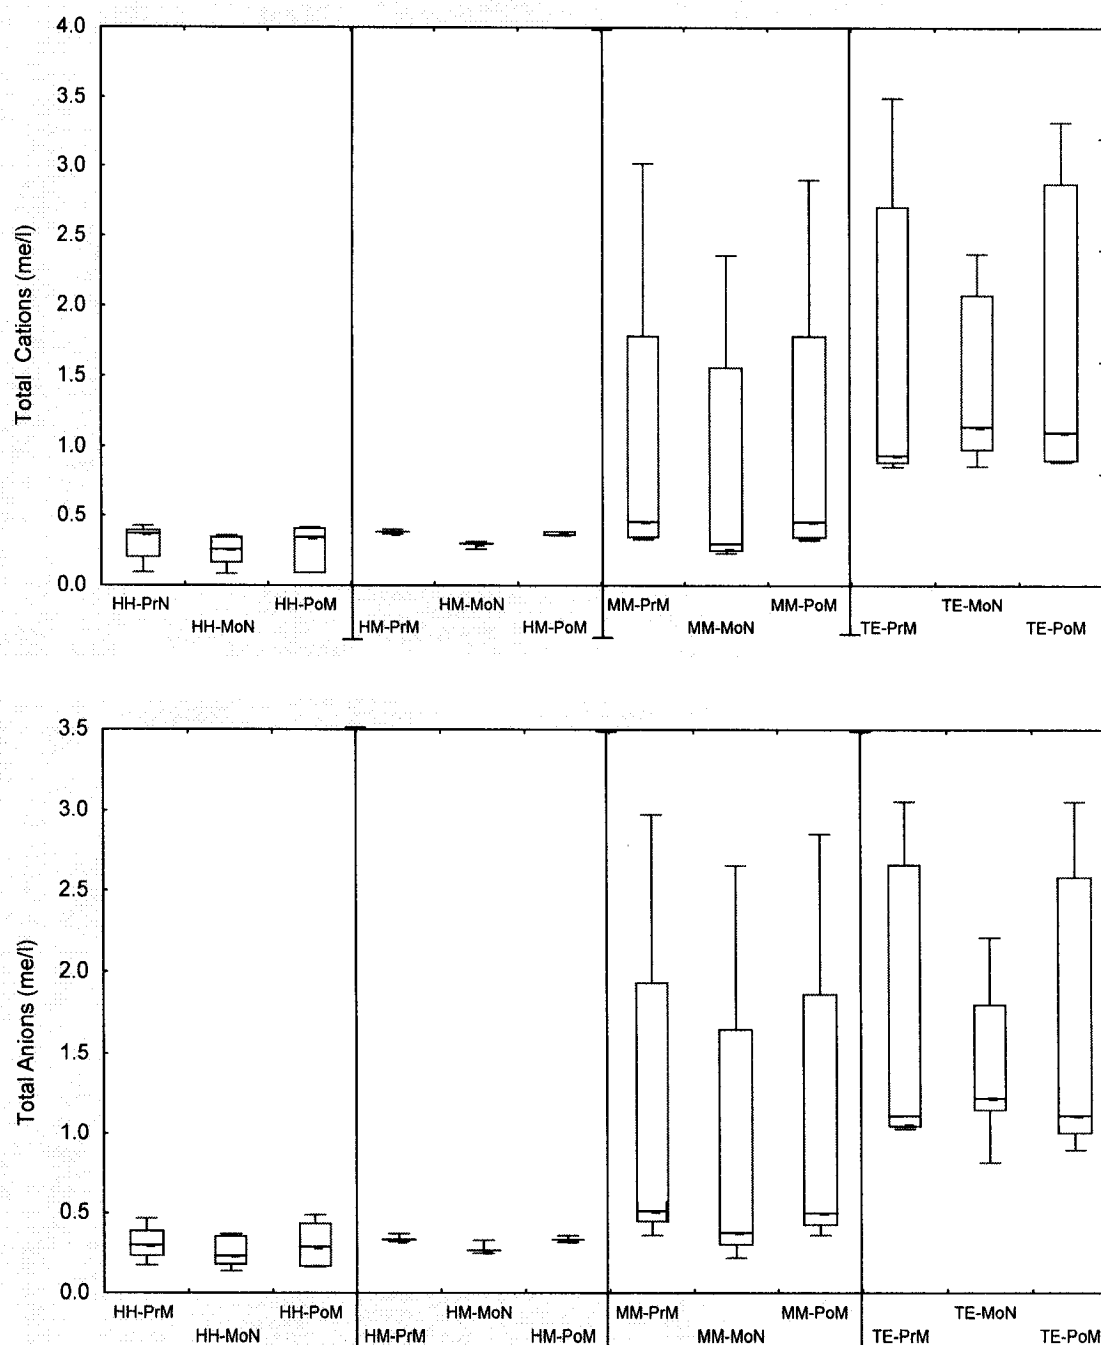 4.0
3.5
3.0
2.5
2.0
1.5
1.0
0.5
0.0
Total Cations (me/l)
HH-PrN HH-PoM HM-MoN MM-PrM MM-PoM TE-MoN
HH-MoN HM-PrM HM-PoM MM-MoN TE-PrM TE-PoM
3.5
3.0
2.5
2.0
1.5
1.0
0.5
0.0
Total Anions (me/l)
HH-PrM HH-PoM HM-MoN MM-PrM MM-PoM TE-MoN
HH-MoN HM-PrM HM-PoM MM-MoN TE-PrM TE-PoM